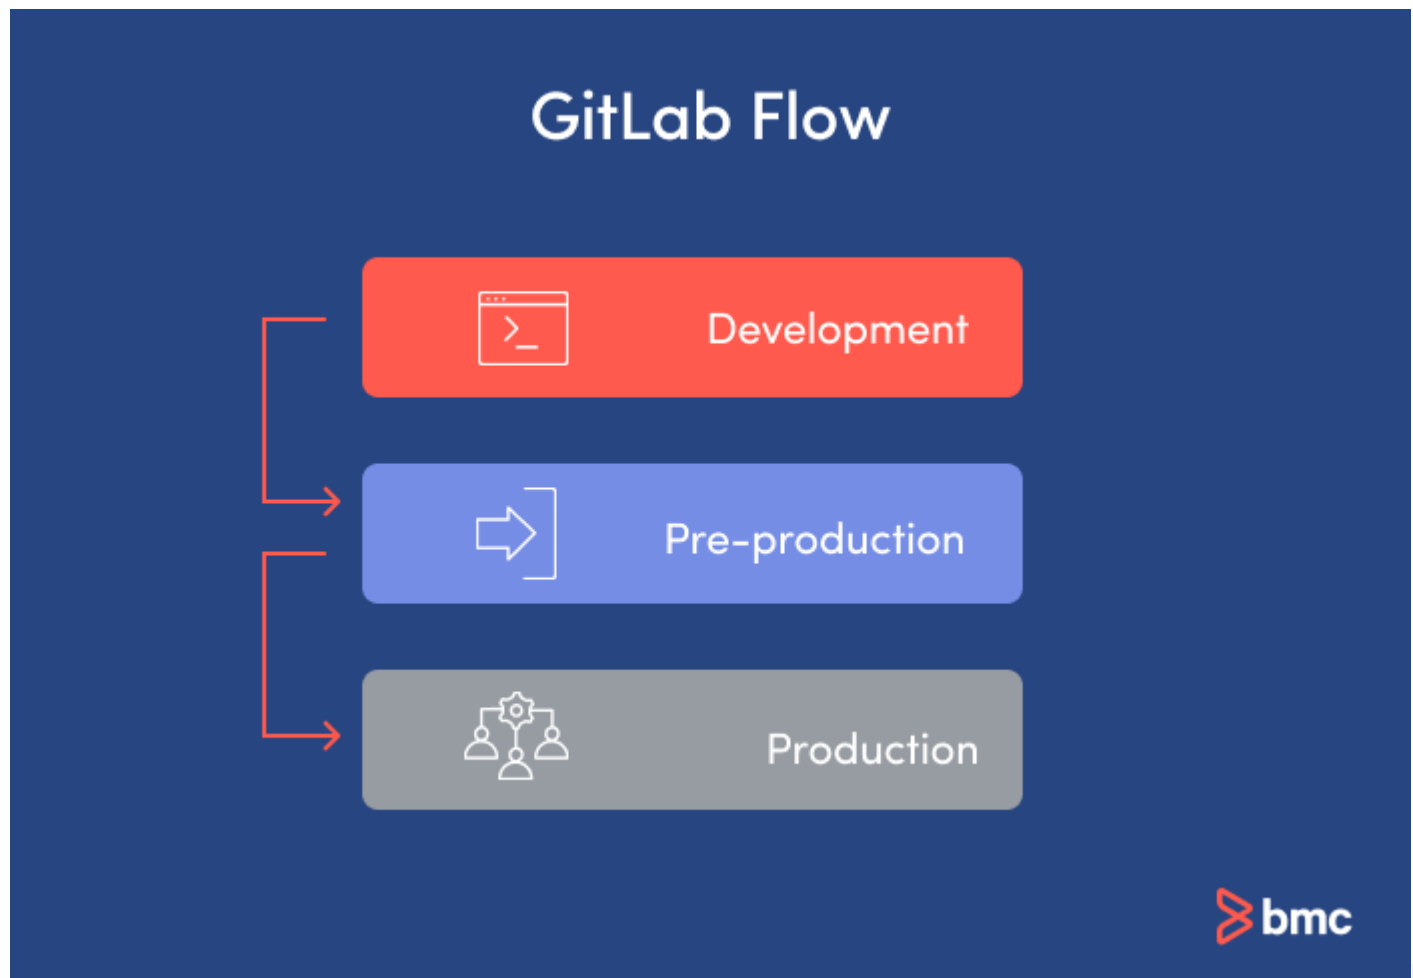 GitLab Flow
Development
Pre-production
Production
bmc